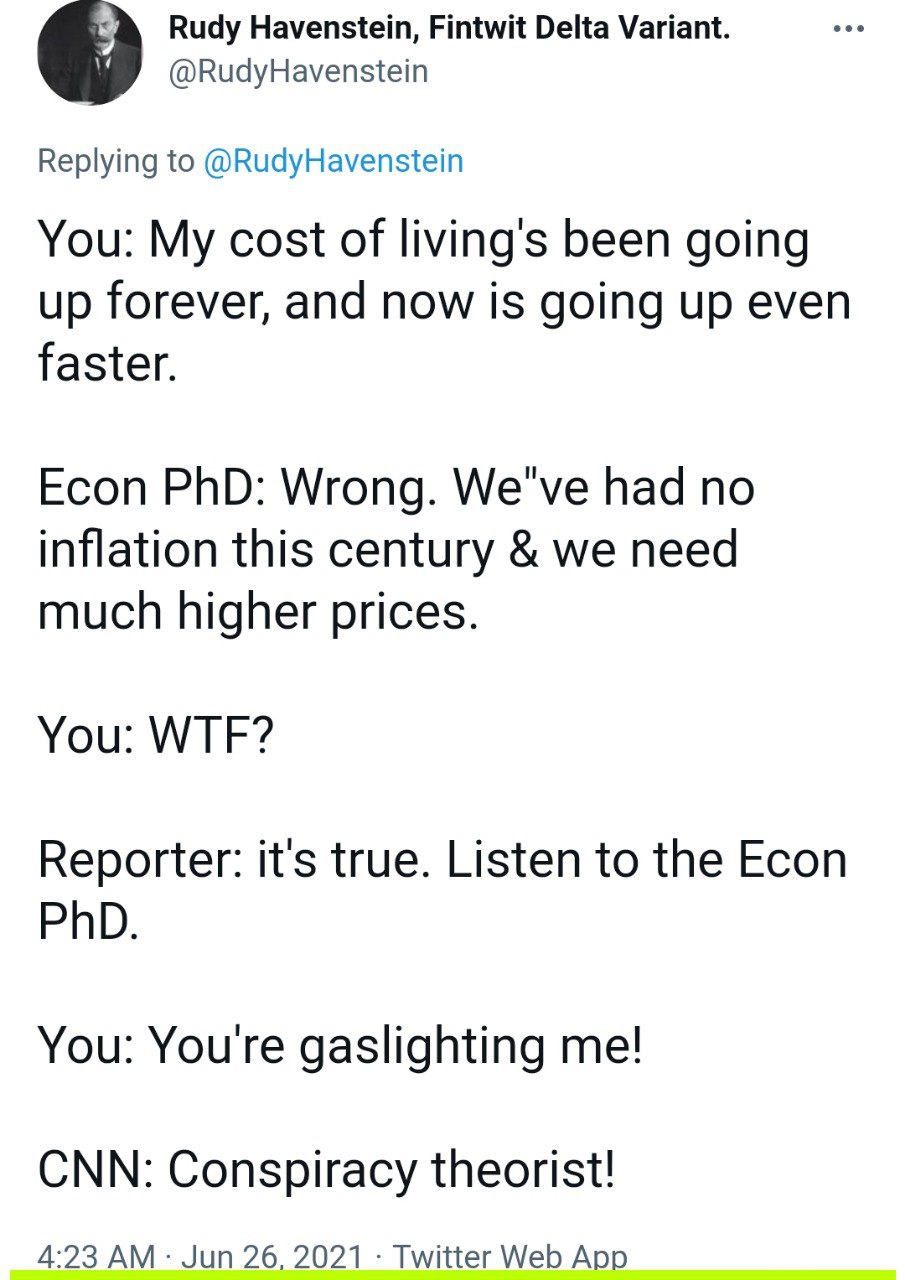 Rudy Havenstein, Fintwit Delta Variant.
@RudyHavenstein
Replying to @RudyHavenstein
You: My cost of living's been going
up forever, and now is going up even
faster.
Econ PhD: Wrong. We"ve had no
inflation this century & we need
much higher prices.
You: WTF?
Reporter: it's true. Listen to the Econ
PhD.
You: You're gaslighting me!
CNN: Conspiracy theorist!
4:23 AM · Jun 26, 2021 · Twitter Web App